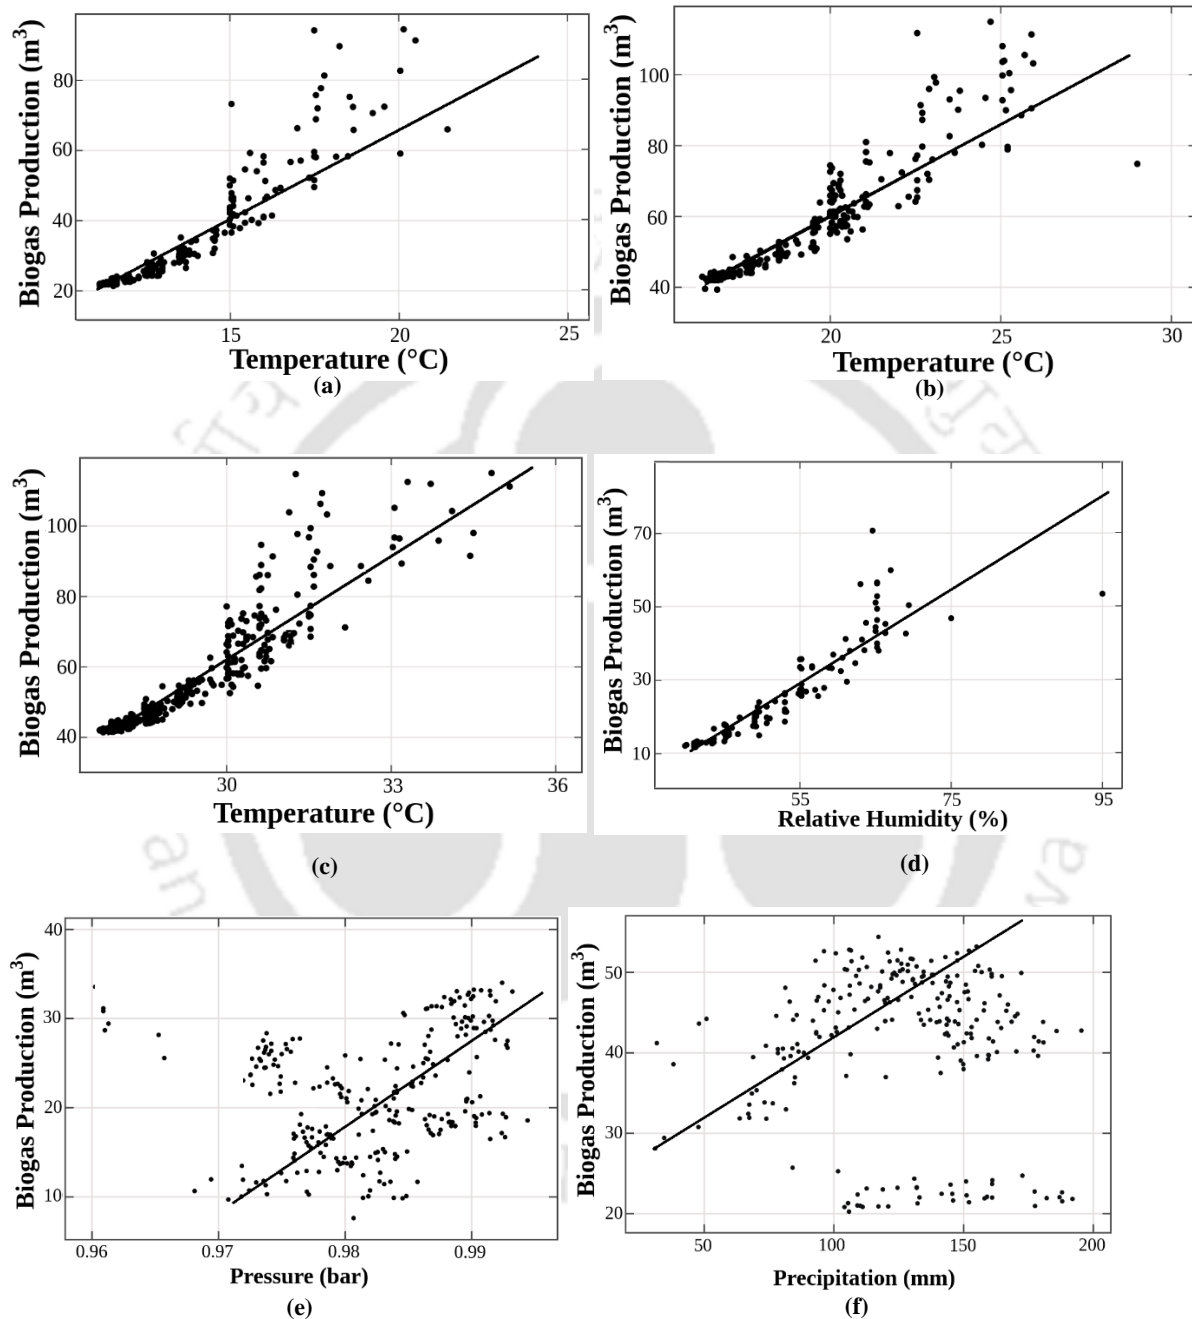 Biogas Production (m³)
80
60
40
20
15
20
25
Temperature (°C)
(a)
Biogas Production (m³)
100
80
60
40
20
25
30
Temperature (°C)
(b)
Biogas Production (m³)
100
80
60
40
30
33
36
Temperature (°C)
(c)
Biogas Production (m³)
70
50
30
10
55
75
95
Relative Humidity (%)
(d)
Biogas Production (m³)
40
30
20
10
0.96
0.97
0.98
0.99
Pressure (bar)
(e)
Biogas Production (m³)
50
40
30
20
50
100
150
200
Precipitation (mm)
(f)